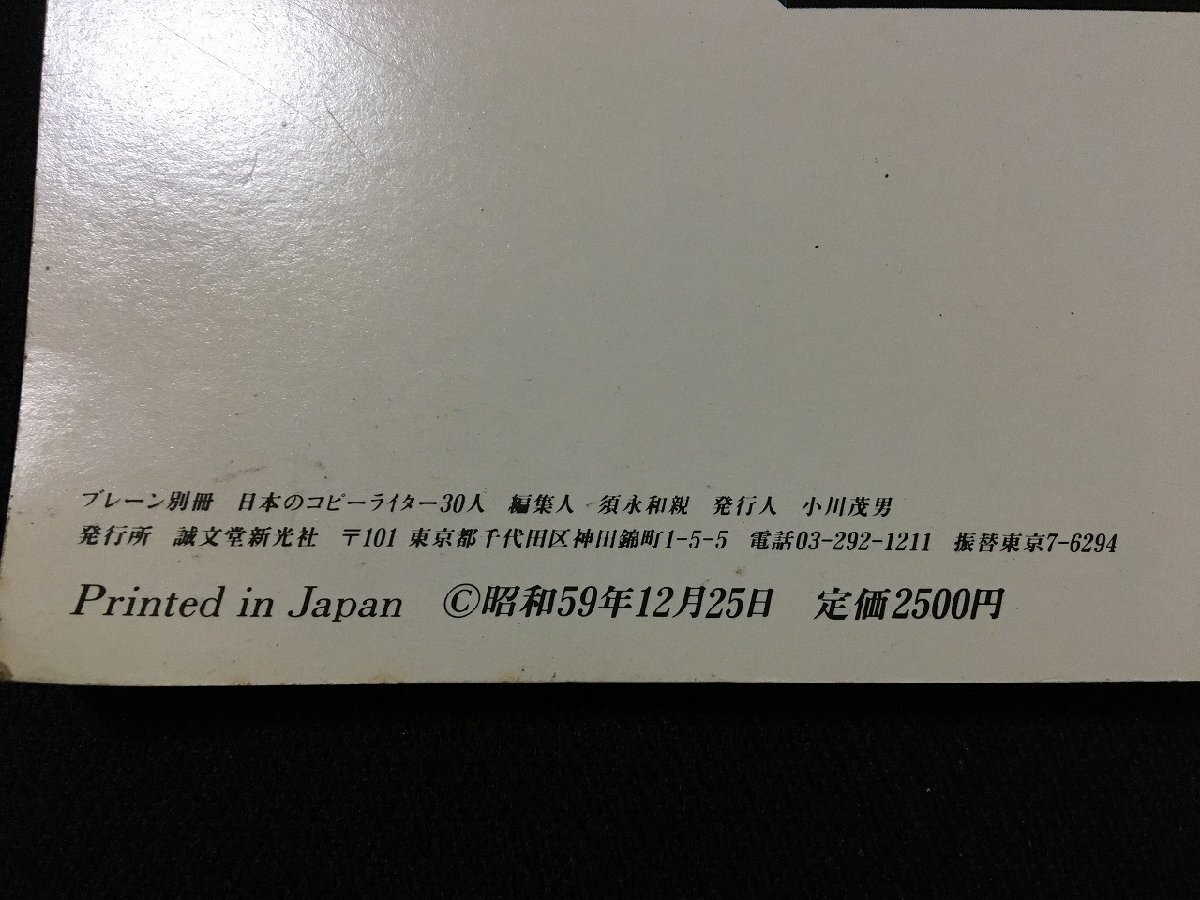 ブレーン別冊 日本のコピーライター30人 編集人 須永和親 発行人 小川茂男
発行所 誠文堂新光社 〒101 東京都千代田区神田錦町1-5-5 電話03-292-1211 振替東京7-6294
Printed in Japan ©昭和59年12月25日 定価2500円